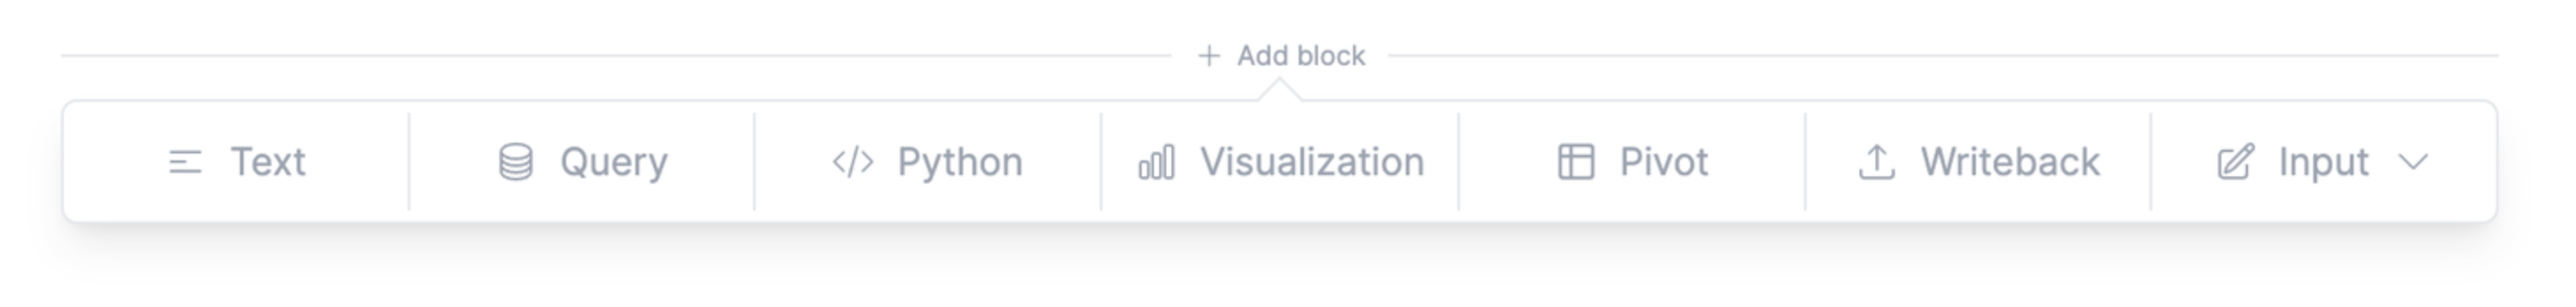 Add block
Text Query Python Visualization Pivot Writeback Input